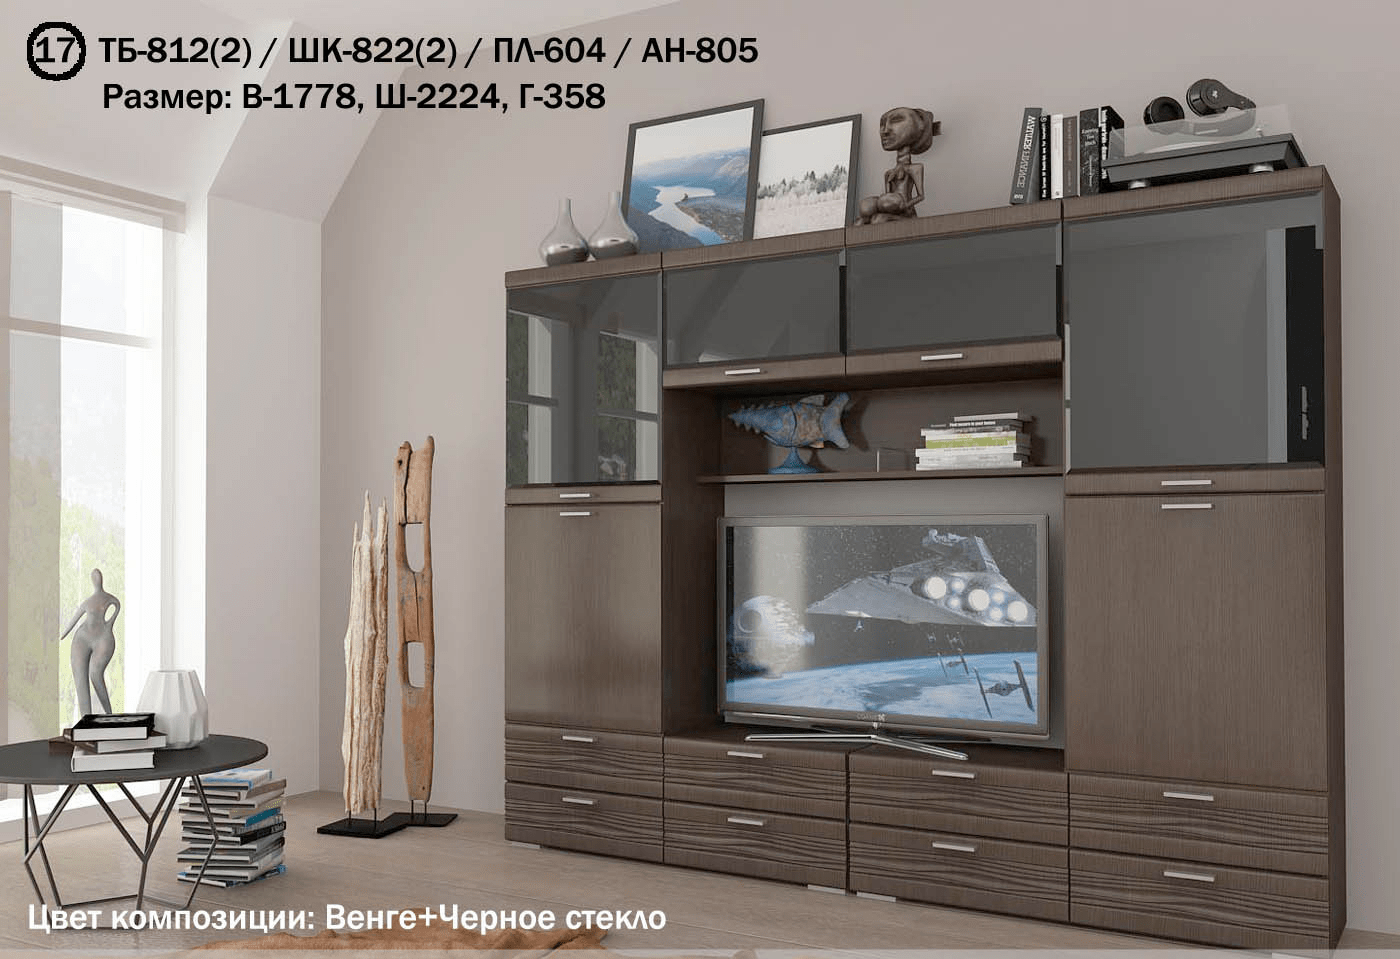 17 ТБ-812(2) / ШК-822(2) / ПЛ-604 / АН-805
Размер: В-1778, Ш-2224, Г-358
Цвет композиции: Венге+Черное стекло